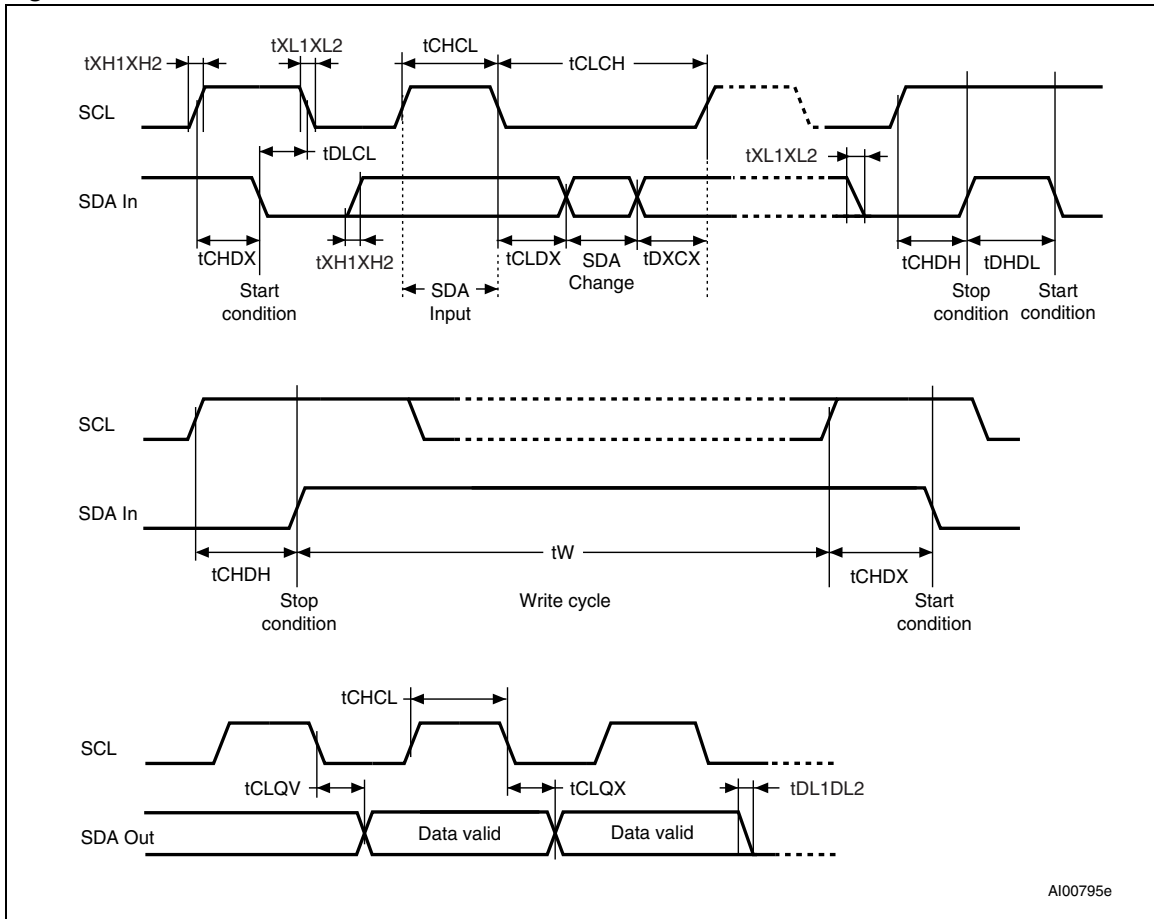 tXH1XH2
tXL1XL2
tCHCL
tCLCH
SCL
tDLCL
tXL1XL2
SDA In
tCHDX
tXH1XH2
tCLDX
SDA
Change
tDXCX
tCHDH
tDHDL
Start
condition
SDA
Input
Stop
condition
Start
condition
SCL
SDA In
tCHDH
tW
tCHDX
Stop
condition
Write cycle
Start
condition
tCHCL
SCL
tCLQV
tCLQX
tDL1DL2
SDA Out
Data valid
Data valid
AI00795e